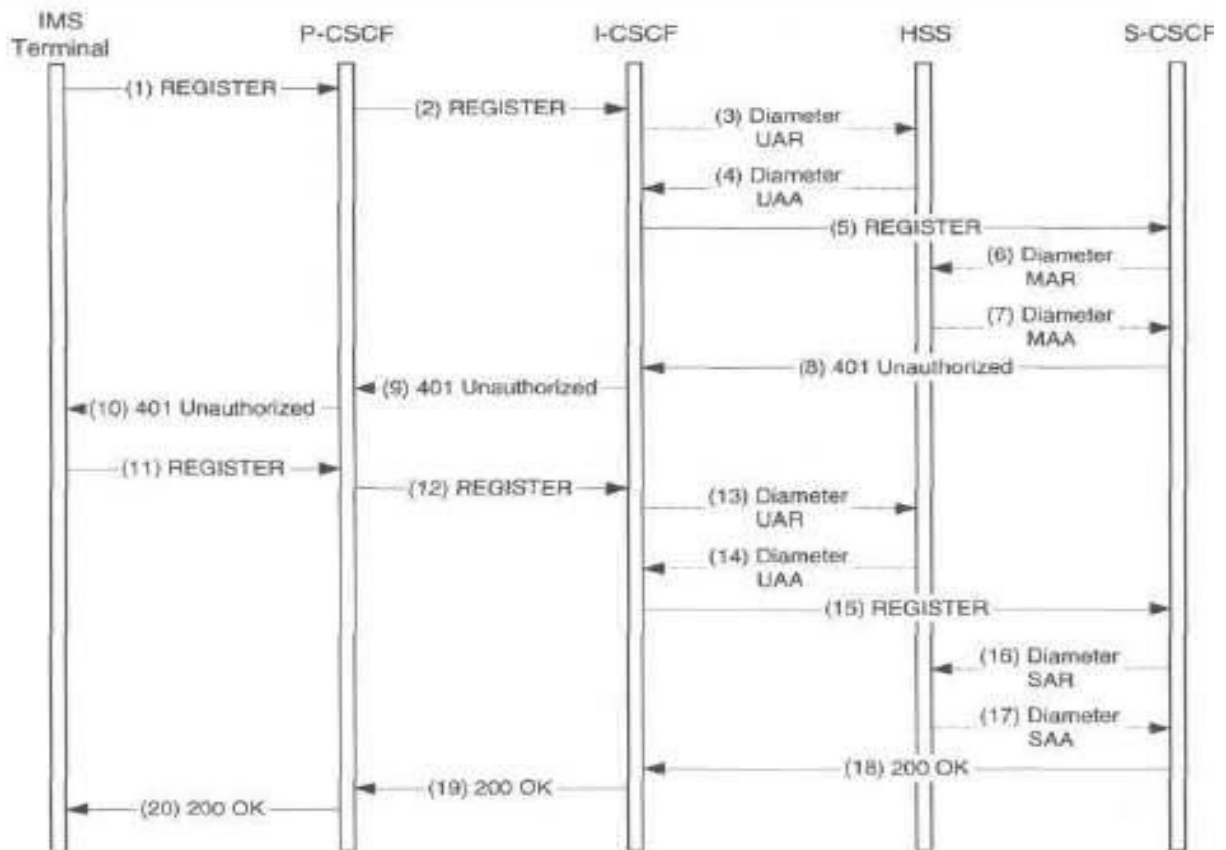 IMS
Terminal
P-CSCF
I-CSCF
HSS
S-CSCF
(1) REGISTER
(2) REGISTER
(3) Diameter
UAR
(4) Diameter
UAA
(5) REGISTER
(6) Diameter
MAR
(7) Diameter
MAA
(8) 401 Unauthorized
(9) 401 Unauthorized
(10) 401 Unauthorized
(11) REGISTER
(12) REGISTER
(13) Diameter
UAR
(14) Diameter
UAA
(15) REGISTER
(16) Diameter
SAR
(17) Diameter
SAA
(18) 200 OK
(19) 200 OK
(20) 200 OK